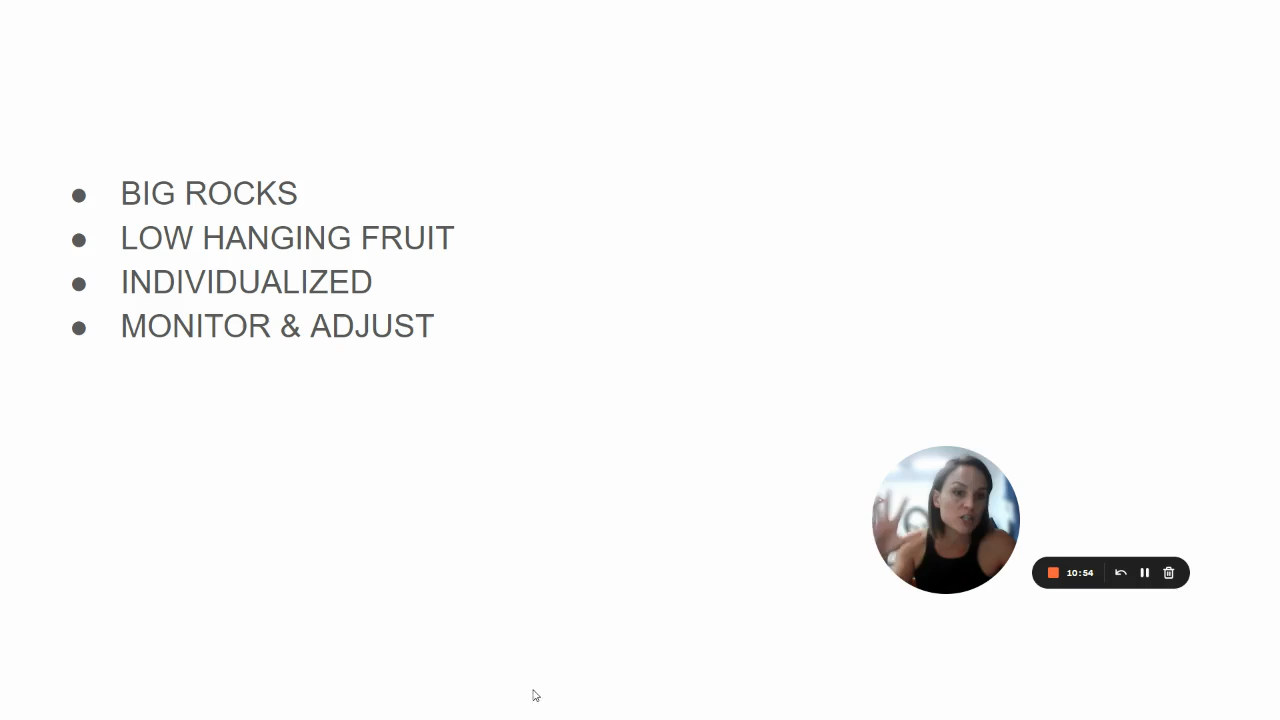 ● BIG ROCKS
● LOW HANGING FRUIT
● INDIVIDUALIZED
● MONITOR & ADJUST
10:54